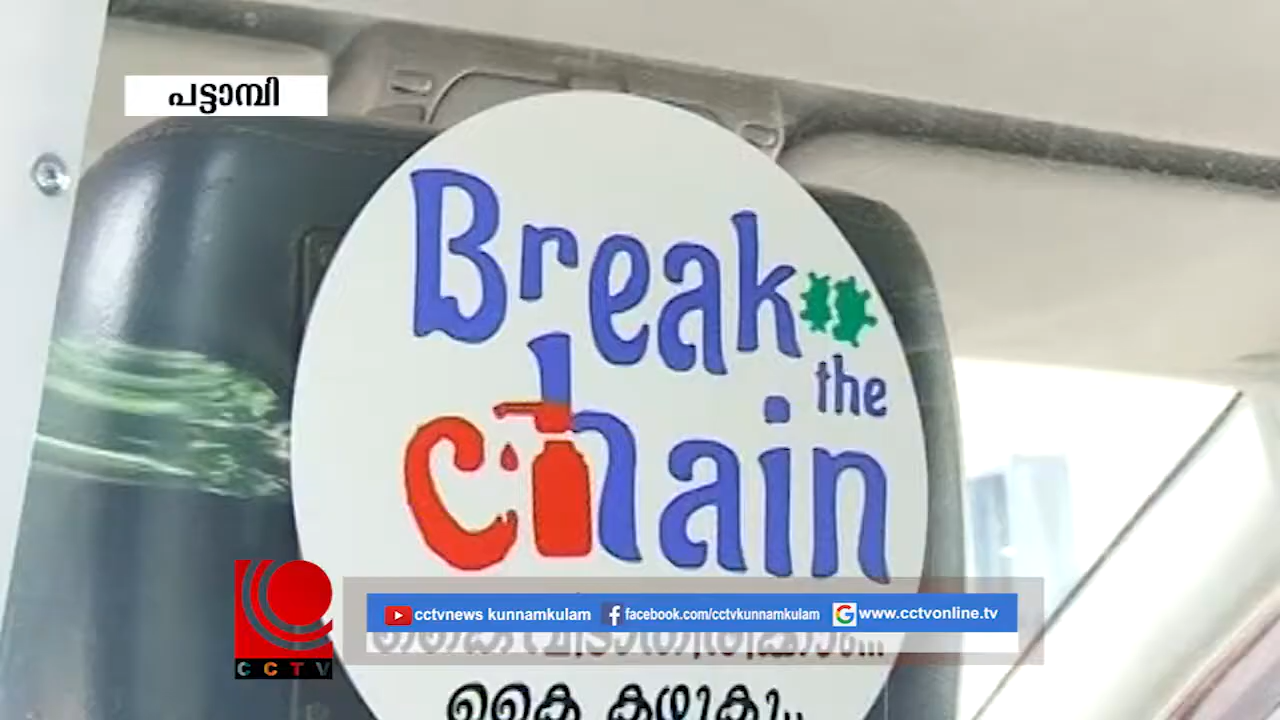 പട്ടാമ്പി
Break
the
chain
cctvnews kunnamkulam facebook.com/cctvkunnamkulam www.cctvonline.tv
കൈവിടാതിരിക്കാം...
CCTV
കൈ കഴുകൂ..